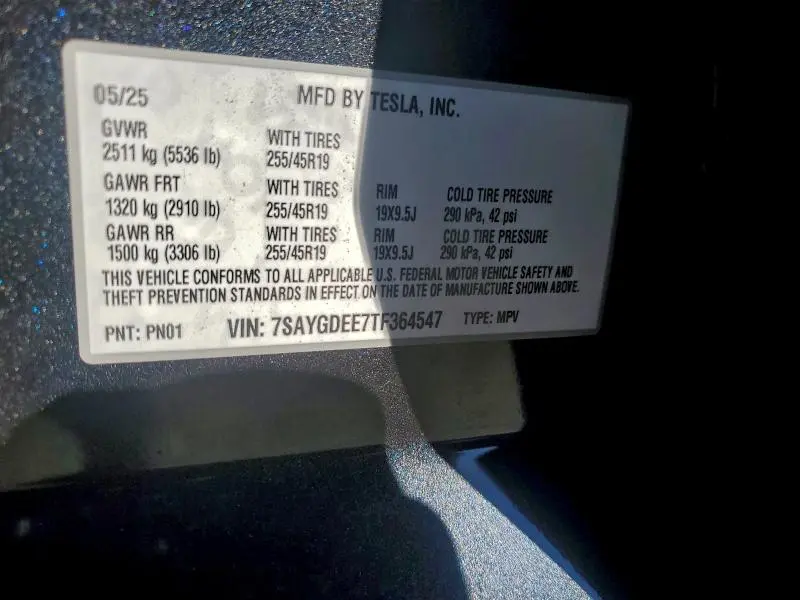 05/25 MFD BY TESLA, INC.
GVWR
2511 kg (5536 lb) WITH TIRES 255/45R19
GAWR FRT WITH TIRES RIM COLD TIRE PRESSURE
1320 kg (2910 lb) 255/45R19 19X9.5J 290 kPa, 42 psi
GAWR RR WITH TIRES RIM COLD TIRE PRESSURE
1500 kg (3306 lb) 255/45R19 19X9.5J 290 kPa, 42 psi
THIS VEHICLE CONFORMS TO ALL APPLICABLE U.S. FEDERAL MOTOR VEHICLE SAFETY AND
THEFT PREVENTION STANDARDS IN EFFECT ON THE DATE OF MANUFACTURE SHOWN ABOVE.
PNT: PN01 VIN: 7SAYGDEE7TF364547 TYPE: MPV